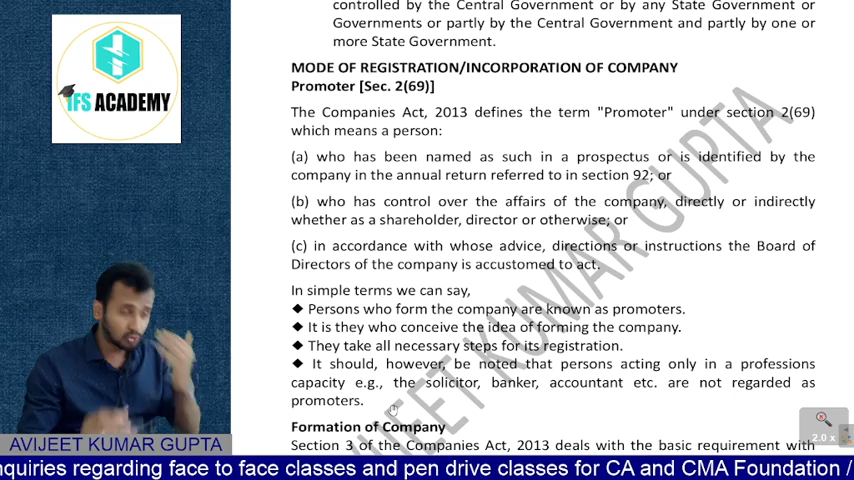 controlled by the Central Government or by any State Government or
Governments or partly by the Central Government and partly by one or
more State Government.
MODE OF REGISTRATION/INCORPORATION OF COMPANY
Promoter [Sec. 2(69)]
The Companies Act, 2013 defines the term "Promoter" under section 2(69)
which means a person:
(a) who has been named as such in a prospectus or is identified by the
company in the annual return referred to in section 92; or
(b) who has control over the affairs of the company, directly or indirectly
whether as a shareholder, director or otherwise; or
(c) in accordance with whose advice, directions or instructions the Board of
Directors of the company is accustomed to act.
In simple terms we can say,
◆ Persons who form the company are known as promoters.
◆ It is they who conceive the idea of forming the company.
◆ They take all necessary steps for its registration.
◆ It should, however, be noted that persons acting only in a professions
capacity e.g., the solicitor, banker, accountant etc. are not regarded as
promoters.
Formation of Company
Section 3 of the Companies Act, 2013 deals with the basic requirement with
IFS ACADEMY
AVIJEET KUMAR GUPTA
AVIJEET KUMAR GUPTA
2.0 x
nquiries regarding face to face classes and pen drive classes for CA and CMA Foundation /